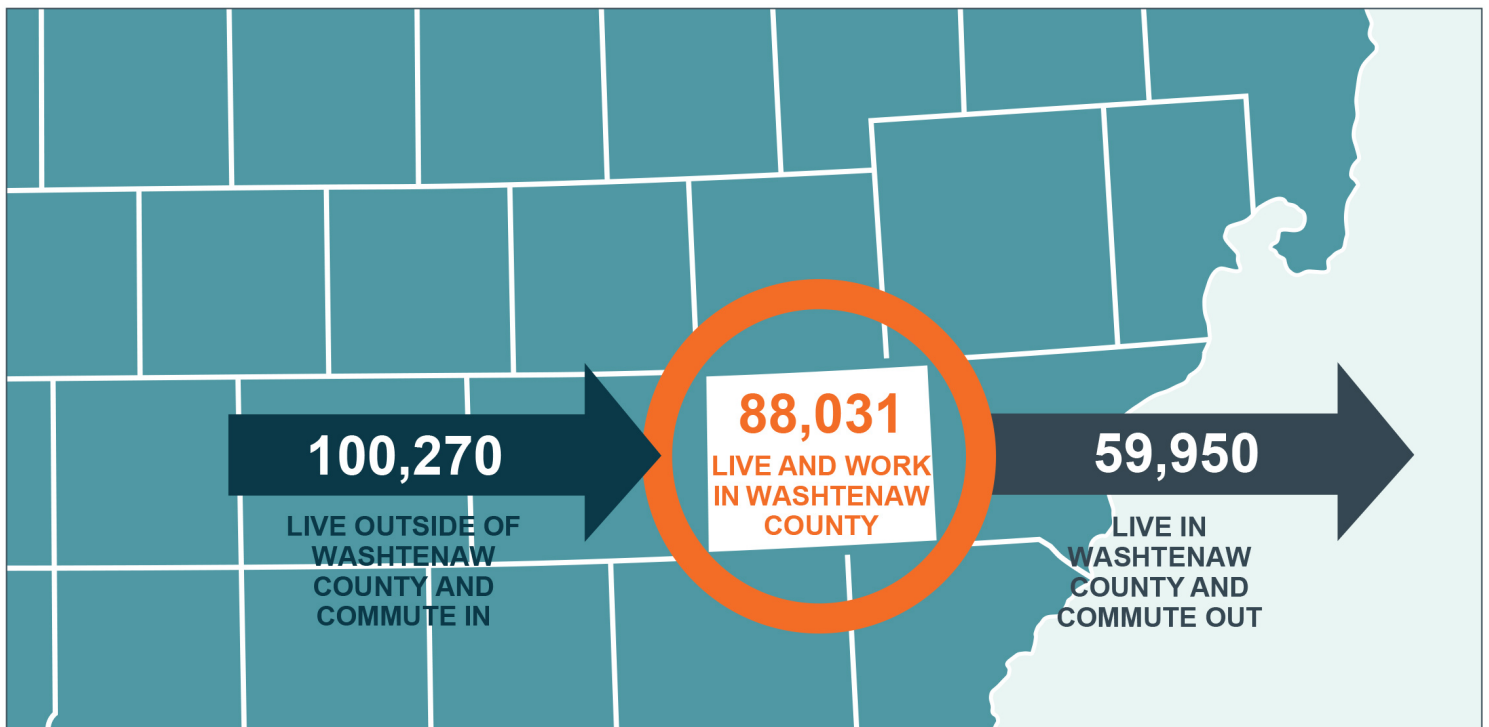 100,270
LIVE OUTSIDE OF
WASHTENAW
COUNTY AND
COMMUTE IN
88,031
LIVE AND WORK
IN WASHTENAW
COUNTY
59,950
LIVE IN
WASHTENAW
COUNTY AND
COMMUTE OUT